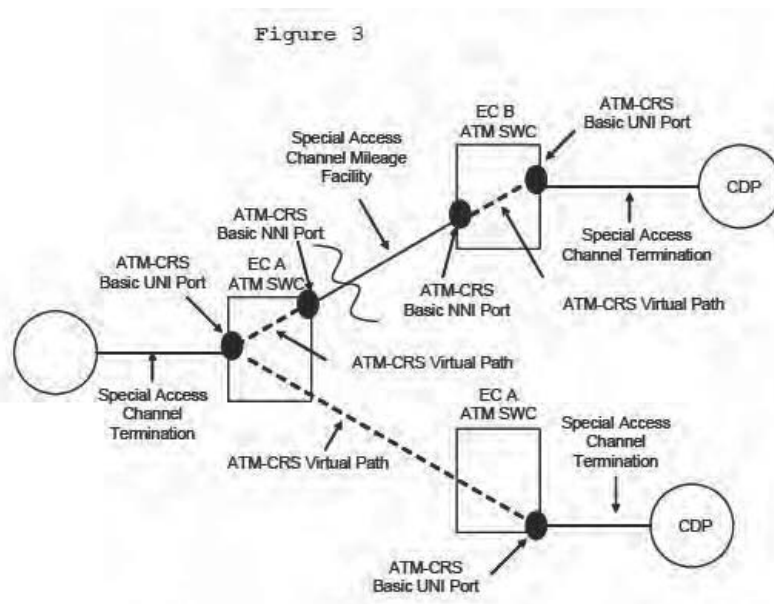 Figure 3
EC B
ATM SWC
ATM-CRS
Basic UNI Port
Special Access
Channel Mileage
Facility
CDP
ATM-CRS
Basic NNI Port
Special Access
Channel Termination
ATM-CRS
Basic UNI Port
EC A
ATM SWC
ATM-CRS
Basic NNI Port
ATM-CRS Virtual Path
ATM-CRS Virtual Path
Special Access
Channel
Termination
EC A
ATM SWC
Special Access
Channel
Termination
ATM-CRS Virtual Path
CDP
ATM-CRS
Basic UNI Port